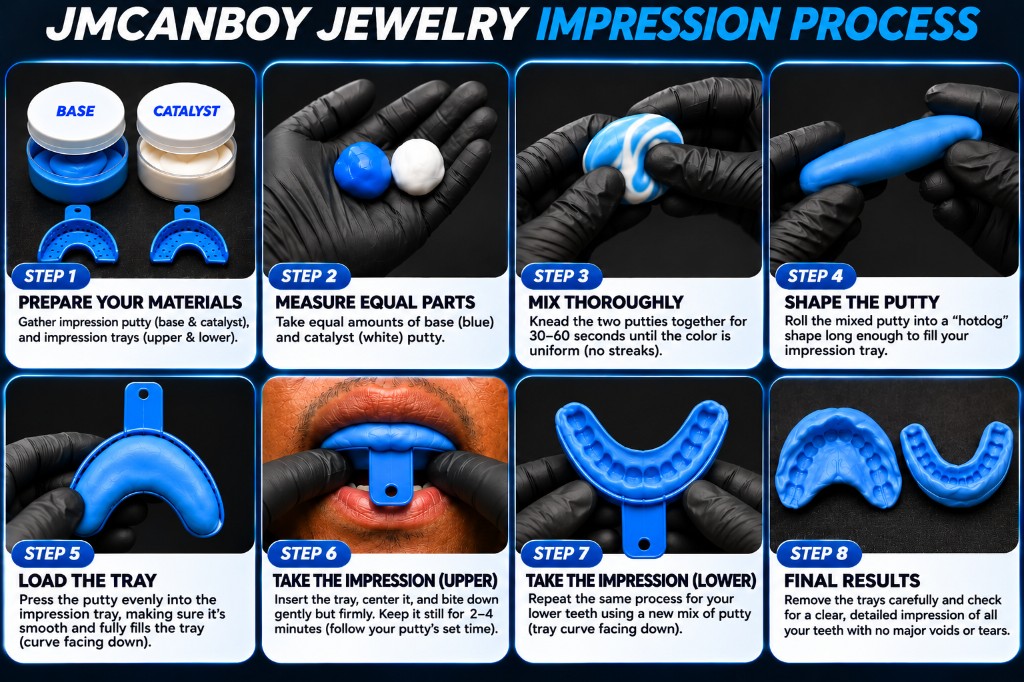 JMCANBOY JEWELRY IMPRESSION PROCESS
BASE
CATALYST
STEP 1
PREPARE YOUR MATERIALS
Gather impression putty (base & catalyst),
and impression trays (upper & lower).
STEP 2
MEASURE EQUAL PARTS
Take equal amounts of base (blue)
and catalyst (white) putty.
STEP 3
MIX THOROUGHLY
Knead the two putties together for
30–60 seconds until the color is
uniform (no streaks).
STEP 4
SHAPE THE PUTTY
Roll the mixed putty into a “hotdog”
shape long enough to fill your
impression tray.
STEP 5
LOAD THE TRAY
Press the putty evenly into the
impression tray, making sure it’s
smooth and fully fills the tray
(curve facing down).
STEP 6
TAKE THE IMPRESSION (UPPER)
Insert the tray, center it, and bite down
gently but firmly. Keep it still for 2–4
minutes (follow your putty’s set time).
STEP 7
TAKE THE IMPRESSION (LOWER)
Repeat the same process for your
lower teeth using a new mix of putty
(tray curve facing down).
STEP 8
FINAL RESULTS
Remove the trays carefully and check
for a clear, detailed impression of all
your teeth with no major voids or tears.